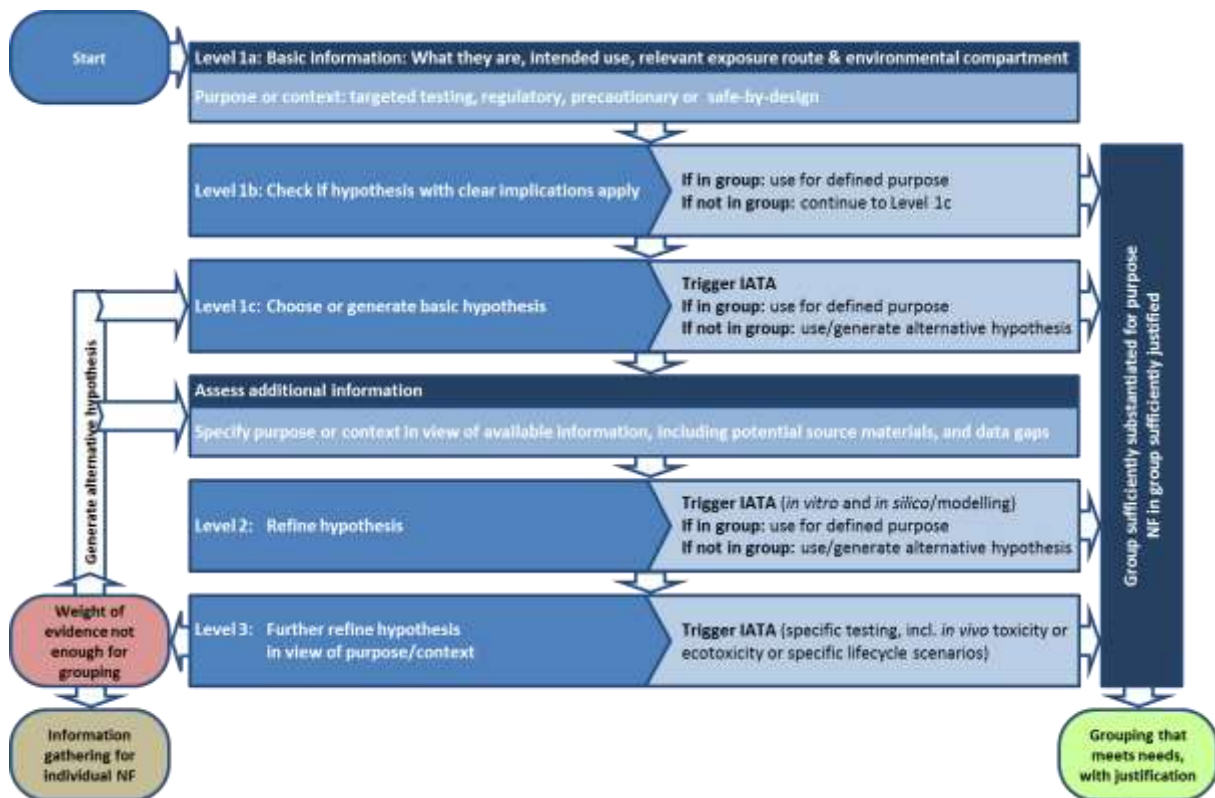 Start
Level 1a: Basic Information: What they are, intended use, relevant exposure route & environmental compartment
Purpose or context: targeted testing, regulatory, precautionary or safe-by-design
Level 1b: Check if hypothesis with clear implications apply
If in group: use for defined purpose
If not in group: continue to Level 1c
Level 1c: Choose or generate basic hypothesis
Trigger IATA
If in group: use for defined purpose
If not in group: use/generate alternative hypothesis
Assess additional information
Specify purpose or context in view of available information, including potential source materials, and data gaps
Level 2: Refine hypothesis
Trigger IATA (in vitro and in silico/modelling)
If in group: use for defined purpose
If not in group: use/generate alternative hypothesis
Level 3: Further refine hypothesis
in view of purpose/context
Trigger IATA (specific testing, incl. in vivo toxicity or
ecotoxicity or specific lifecycle scenarios)
Generate alternative hypothesis
Weight of
evidence not
enough for
grouping
Information
gathering for
individual NF
Group sufficiently substantiated for purpose
NF in group sufficiently justified
Grouping that
meets needs,
with justification